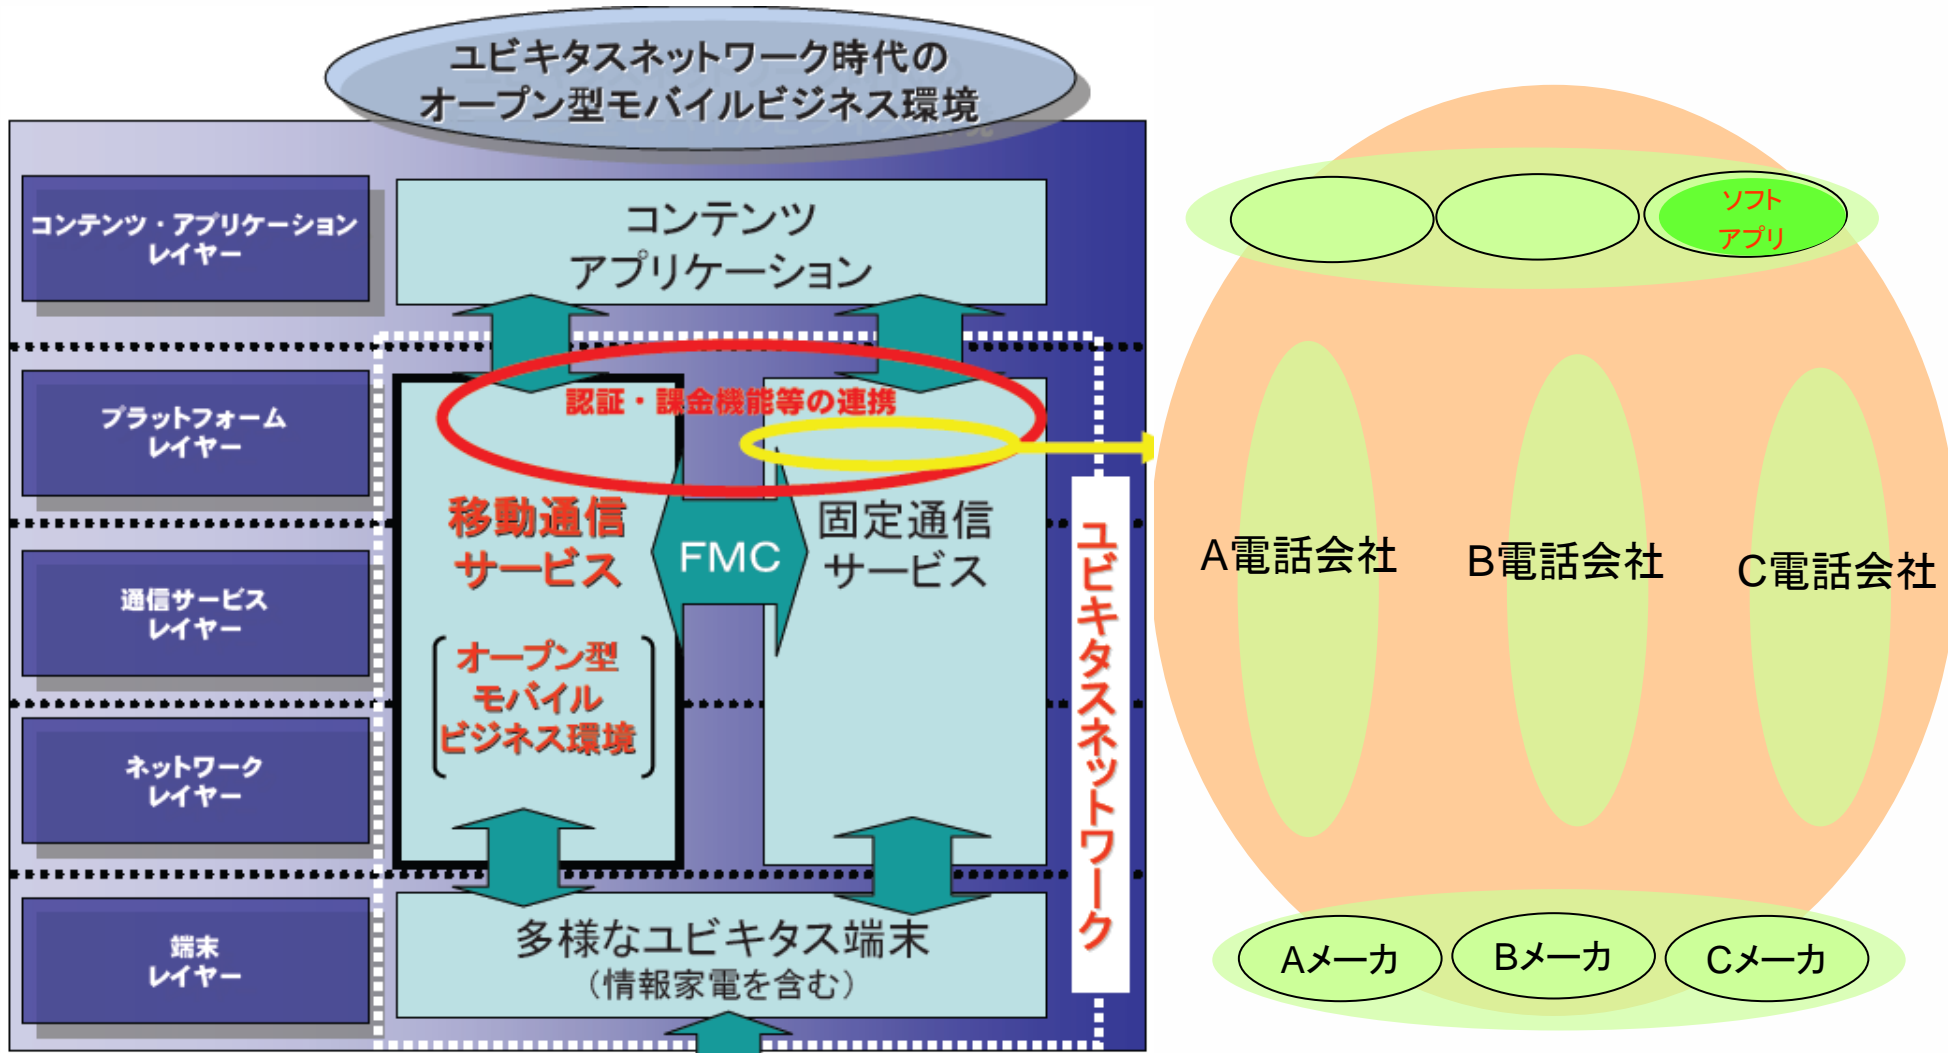 ユビキタスネットワーク時代の
オープン型モバイルビジネス環境
コンテンツ・アプリケーション
レイヤー
プラットフォーム
レイヤー
通信サービス
レイヤー
ネットワーク
レイヤー
端末
レイヤー
コンテンツ
アプリケーション
認証・課金機能等の連携
移動通信
サービス
FMC
固定通信
サービス
オープン型
モバイル
ビジネス環境
多様なユビキタス端末
(情報家電を含む)
ユビキタスネットワーク
ソフト
アプリ
A電話会社
B電話会社
C電話会社
Aメーカ
Bメーカ
Cメーカ